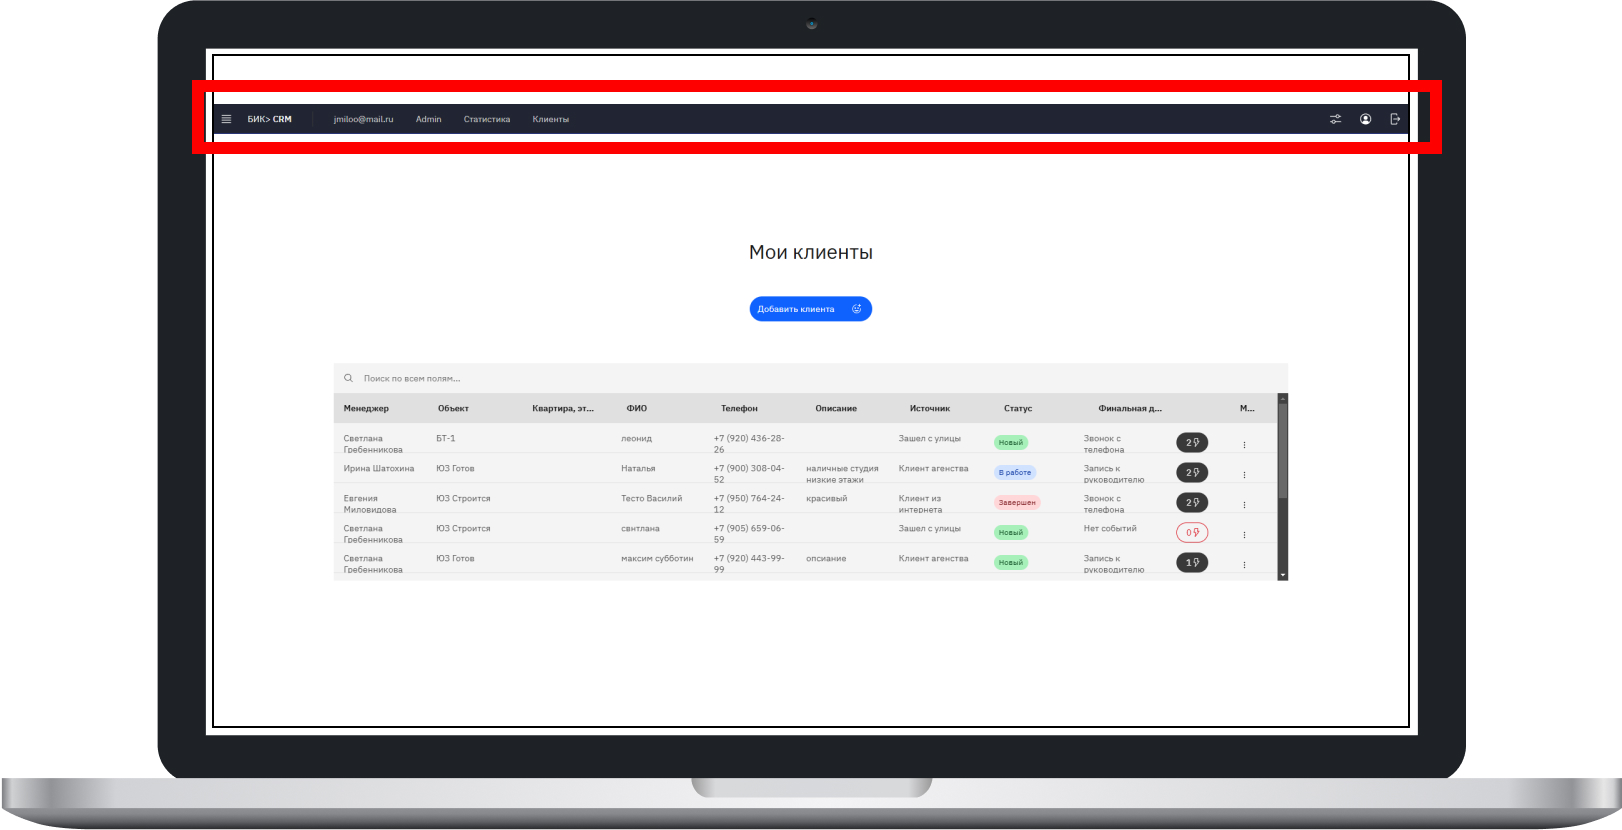 БИК> CRM jmiloo@mail.ru Admin Статистика Клиенты
Мои клиенты
Добавить клиента
Поиск по всем полям...
Менеджер Объект Квартира, эт... ФИО Телефон Описание Источник Статус Финальная д... М...
Светлана БТ-1 леонид +7 (920) 436-28- Зашел с улицы Новый Звонок с 2
Гребенникова 26 телефона
Ирина Шатохина ЮЗ Готов Наталья +7 (900) 308-04- наличные студия Клиент агенства В работе Запись к 2
52 низкие этажи руководителю
Евгения ЮЗ Строится Тесто Василий +7 (950) 764-24- красивый Клиент из Завершен Звонок с 2
Миловидова 12 интернета телефона
Светлана ЮЗ Строится свнтлана +7 (905) 659-06- Зашел с улицы Новый Нет событий 0
Гребенникова 59
Светлана ЮЗ Готов максим субботин +7 (920) 443-99- опсиание Клиент агенства Новый Запись к 1
Гребенникова 99 руководителю